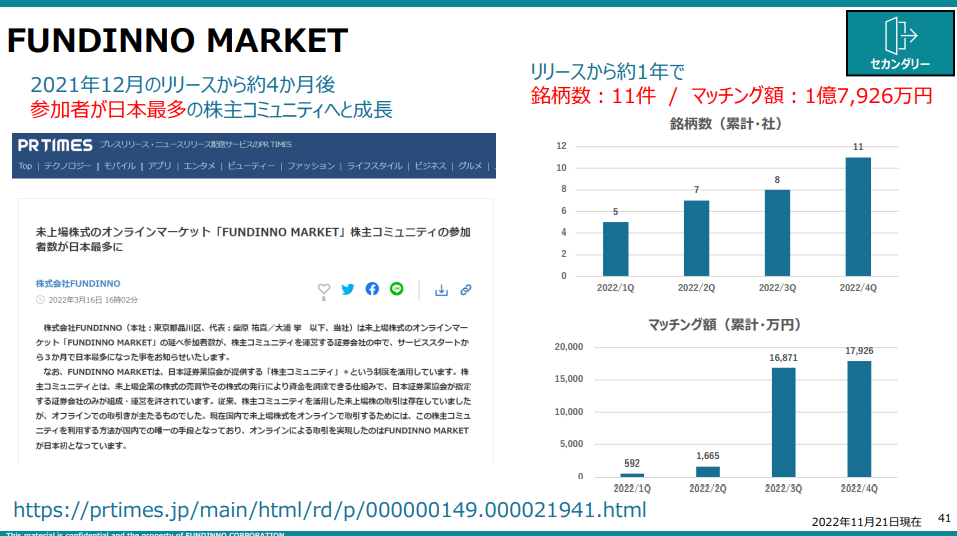 FUNDINNO MARKET
セカンダリー
2021年12月のリリースから約4か月後
参加者が日本最多の株主コミュニティへと成長
PR TIMES プレスリリース・ニュースリリース配信サービスのPR TIMES
Top | テクノロジー | モバイル | アプリ | エンタメ | ビューティー | ファッション | ライフスタイル | ビジネス | グルメ |
未上場株式のオンラインマーケット「FUNDINNO MARKET」株主コミュニティの参加
者数が日本最多に
株式会社FUNDINNO
2022年3月16日 16時02分
8
株式会社FUNDINNO（本社：東京都品川区、代表：柴原 祐喜／大浦 学 以下、当社）は未上場株式のオンラインマー
ケット「FUNDINNO MARKET」の延べ参加者数が、株主コミュニティを運営する証券会社の中で、サービススタートか
ら３か月で日本最多になった事をお知らせいたします。
なお、FUNDINNO MARKETは、日本証券業協会が提供する「株主コミュニティ」＊という制度を活用しています。株
主コミュニティとは、未上場企業の株式の売買やその株式の発行により資金を調達できる仕組みで、日本証券業協会が指定
する証券会社のみが組成・運営を許されています。従来、株主コミュニティを活用した未上場株の取引は存在していました
が、オフラインでの取引きが主たるものでした。現在国内で未上場株式をオンラインで取引するためには、この株主コミュ
ニティを利用する方法が国内での唯一の手段となっており、オンラインによる取引を実現したのはFUNDINNO MARKET
が日本初となっています。
https://prtimes.jp/main/html/rd/p/000000149.000021941.html
リリースから約1年で
銘柄数：11件 / マッチング額：1億7,926万円
銘柄数（累計・社）
12
10
8
6
4
2
0
5
7
8
11
2022/1Q 2022/2Q 2022/3Q 2022/4Q
マッチング額（累計・万円）
20,000
15,000
10,000
5,000
0
592
1,665
16,871
17,926
2022/1Q 2022/2Q 2022/3Q 2022/4Q
2022年11月21日現在
41
This material is confidential and the property of FUNDINNO CORPORATION